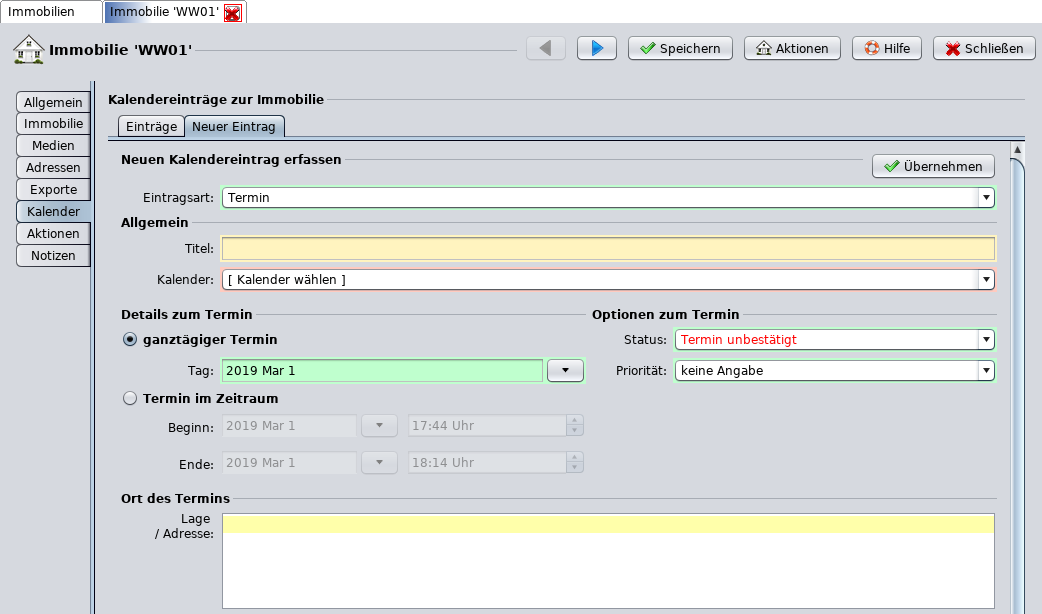 Immobilien
Immobilie 'WW01'
Immobilie 'WW01'
Speichern
Aktionen
Hilfe
Schließen
Allgemein
Immobilie
Medien
Adressen
Exporte
Kalender
Aktionen
Notizen
Kalendereinträge zur Immobilie
Einträge
Neuer Eintrag
Neuen Kalendereintrag erfassen
Übernehmen
Eintragsart: Termin
Allgemein
Titel:
Kalender: [ Kalender wählen ]
Details zum Termin
ganztägiger Termin
Tag: 2019 Mar 1
Termin im Zeitraum
Beginn: 2019 Mar 1 17:44 Uhr
Ende: 2019 Mar 1 18:14 Uhr
Optionen zum Termin
Status: Termin unbestätigt
Priorität: keine Angabe
Ort des Termins
Lage
/ Adresse: